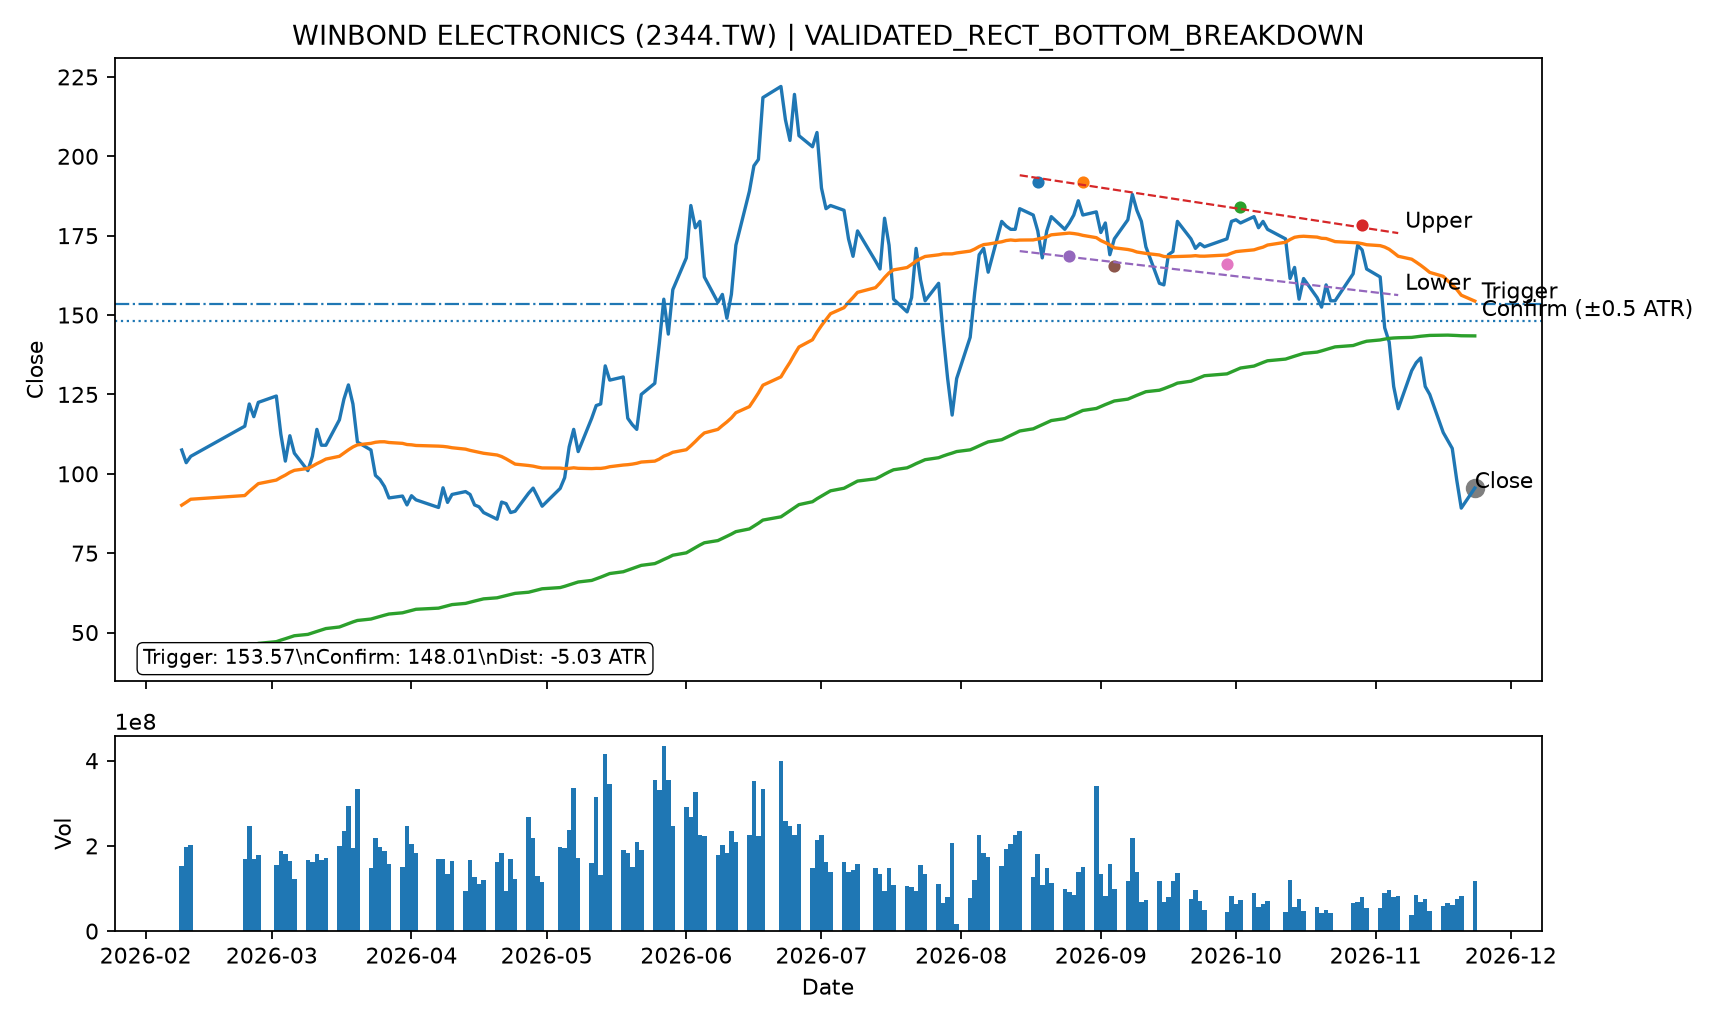 WINBOND ELECTRONICS (2344.TW) | VALIDATED_RECT_BOTTOM_BREAKDOWN
225
200
175
150
125
100
75
50
Close
Upper
Lower
Trigger
Confirm (±0.5 ATR)
Close
Trigger: 153.57\nConfirm: 148.01\nDist: -5.03 ATR
1e8
4
2
0
Vol
2026-02
2026-03
2026-04
2026-05
2026-06
2026-07
2026-08
2026-09
2026-10
2026-11
2026-12
Date